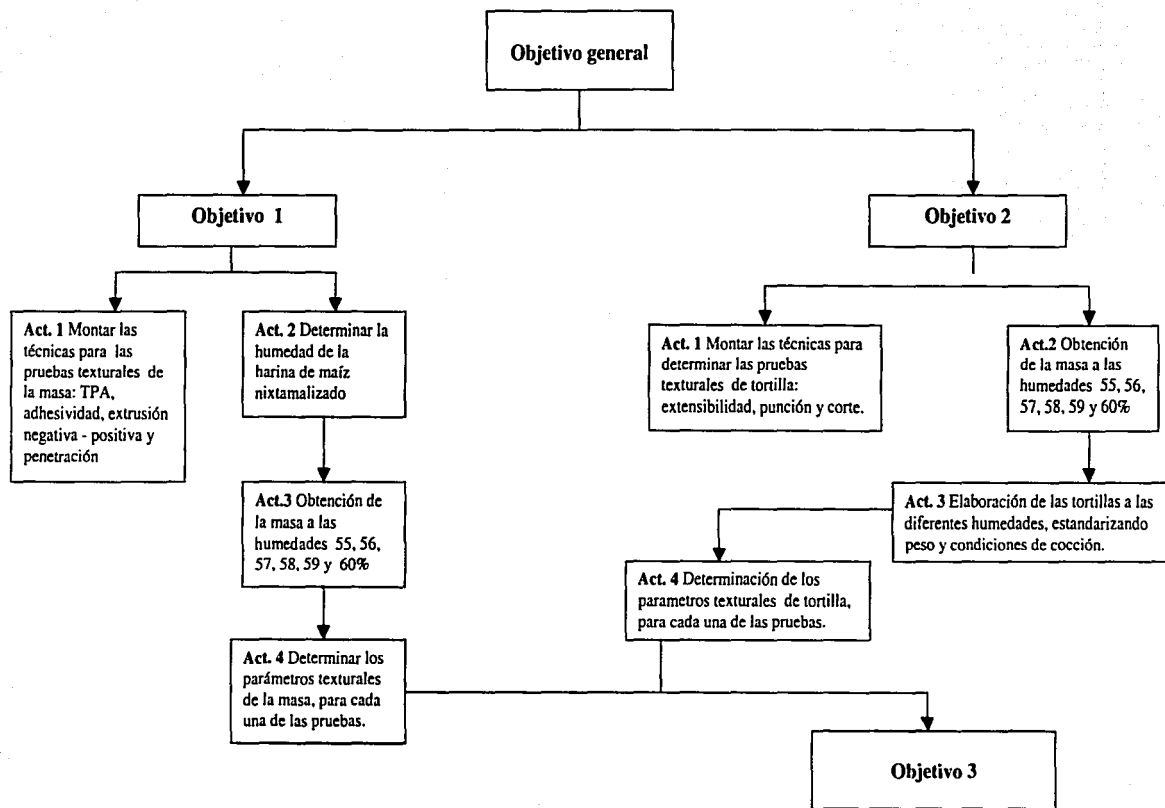 Objetivo general
Objetivo 1
Objetivo 2
Act. 1 Montar las
técnicas para las
pruebas texturales de
la masa: TPA,
adhesividad, extrusión
negativa - positiva y
penetración
Act. 2 Determinar la
humedad de la
harina de maíz
nixtamalizado
Act. 1 Montar las técnicas para
determinar las pruebas
texturales de tortilla:
extensibilidad, punción y corte.
Act.2 Obtención
de la masa a las
humedades 55, 56,
57, 58, 59 y 60%
Act.3 Obtención de
la masa a las
humedades 55, 56,
57, 58, 59 y 60%
Act. 3 Elaboración de las tortillas a las
diferentes humedades, estandarizando
peso y condiciones de cocción.
Act. 4 Determinación de los
parametros texturales de tortilla,
para cada una de las pruebas.
Act. 4 Determinar los
parámetros texturales
de la masa, para cada
una de las pruebas.
Objetivo 3